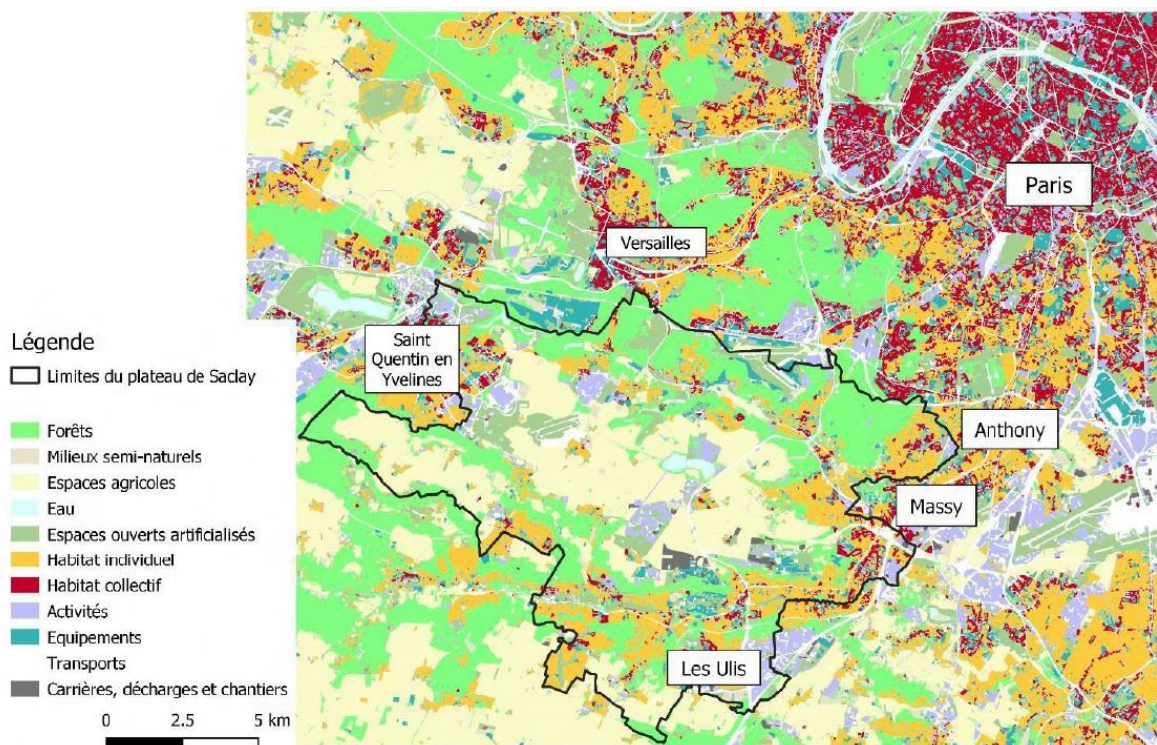 Paris
Versailles
Saint
Quentin en
Yvelines
Anthony
Massy
Les Ulis
Légende
Limites du plateau de Saclay
Forêts
Milieux semi-naturels
Espaces agricoles
Eau
Espaces ouverts artificialisés
Habitat individuel
Habitat collectif
Activités
Equipements
Transports
Carrières, décharges et chantiers
0 2.5 5 km